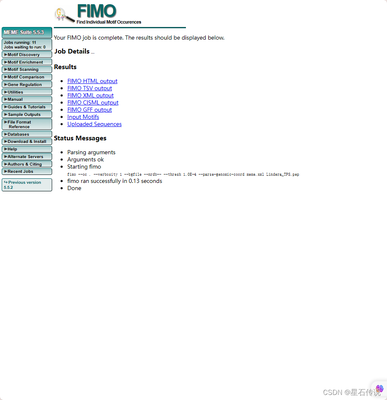 FIMO
Find Individual Motif Occurences
MEME Suite 5.5.3
Jobs running: 11
Jobs waiting to run: 0
Motif Discovery
Motif Enrichment
Motif Scanning
Motif Comparison
Gene Regulation
Utilities
Manual
Guides & Tutorials
Sample Outputs
File Format
Reference
Databases
Download & Install
Help
Alternate Servers
Authors & Citing
Recent Jobs
Previous version
5.5.2
Your FIMO job is complete. The results should be displayed below.
Job Details ..
Results
FIMO HTML output
FIMO TSV output
FIMO XML output
FIMO CISML output
FIMO GFF output
Input Motifs
Uploaded Sequences
Status Messages
Parsing arguments
Arguments ok
Starting fimo
fimo --oc . --verbosity 1 --bgfile --nrdb-- --thresh 1.0E-4 --parse-genomic-coord meme.xml Lindera_TPS.pep
fimo ran successfully in 0.13 seconds
Done
CSDN @星石传说